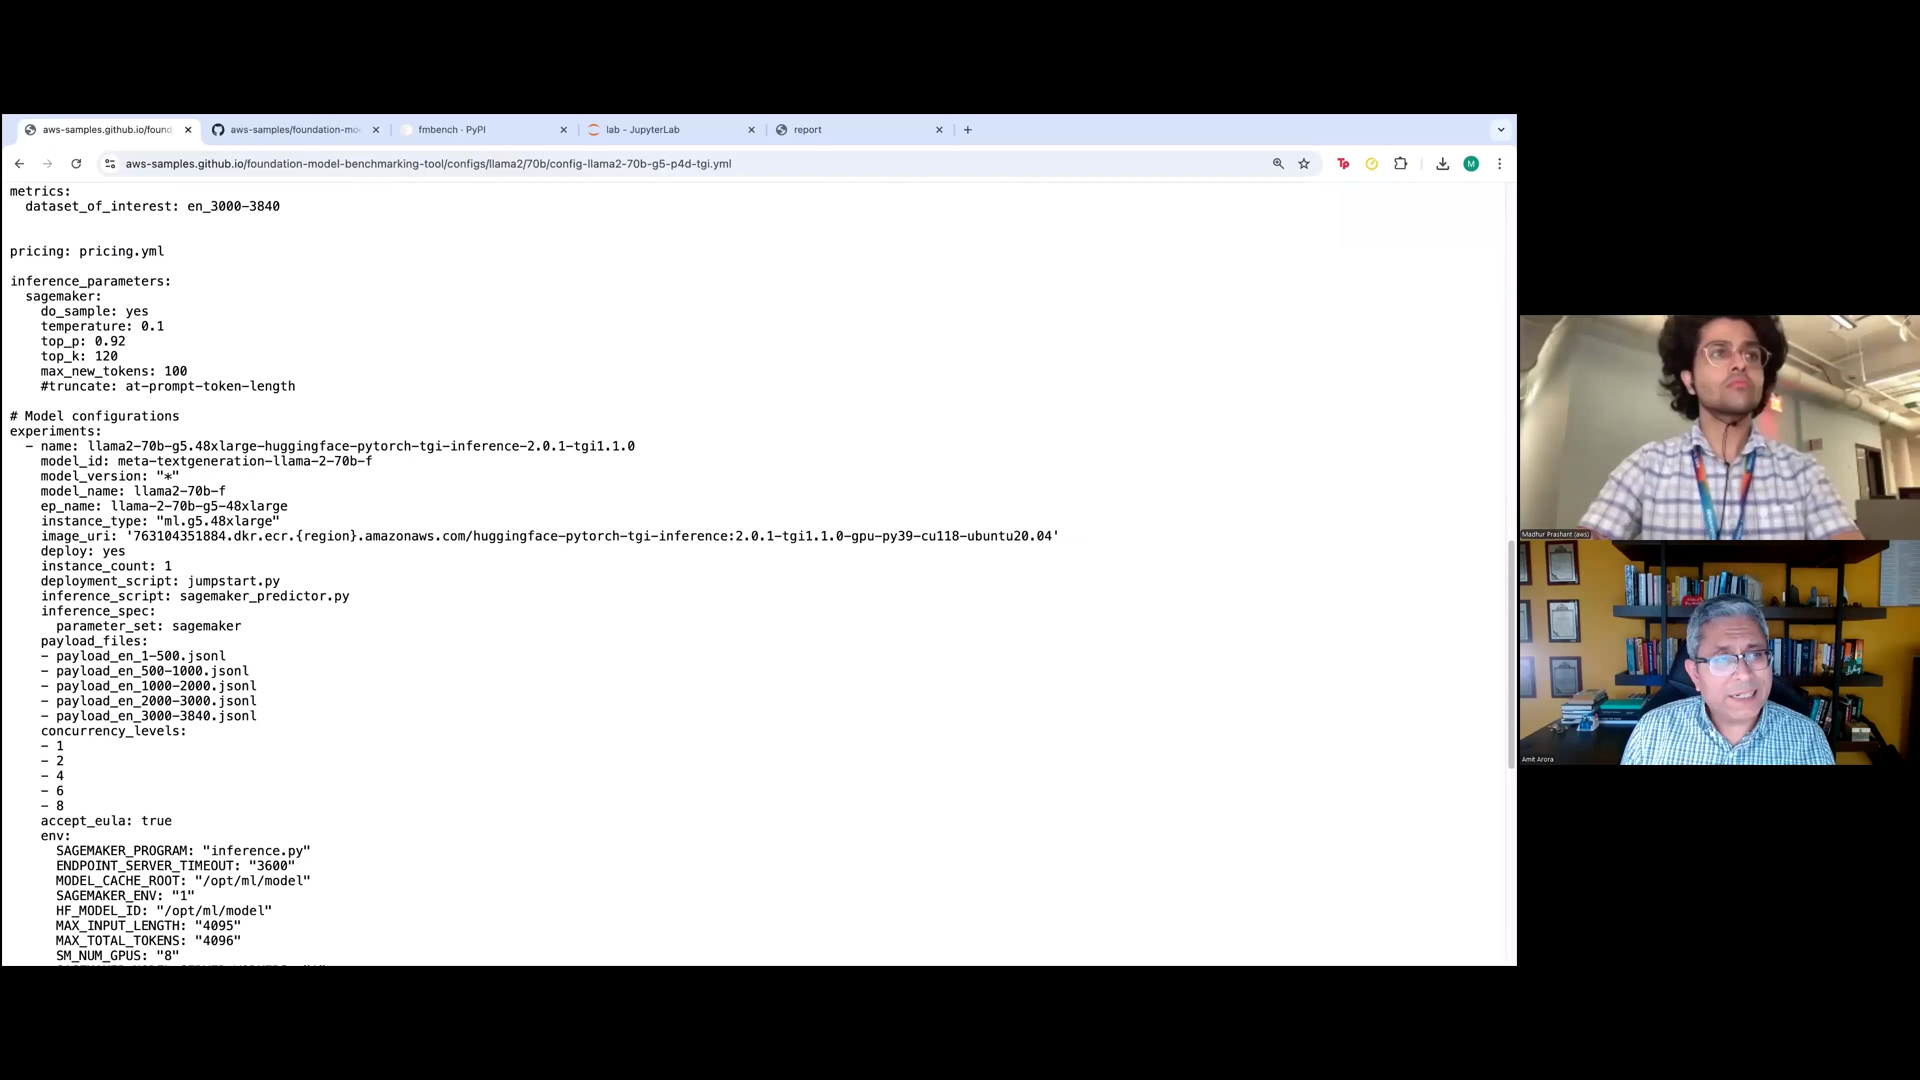 aws-samples.github.io/found
aws-samples/foundation-mo
fmbench · PyPI
lab - JupyterLab
report
aws-samples.github.io/foundation-model-benchmarking-tool/configs/llama2/70b/config-llama2-70b-g5-p4d-tgi.yml
Tp
M
metrics:
dataset_of_interest: en_3000-3840
pricing: pricing.yml
inference_parameters:
sagemaker:
do_sample: yes
temperature: 0.1
top_p: 0.92
top_k: 120
max_new_tokens: 100
#truncate: at-prompt-token-length
# Model configurations
experiments:
- name: llama2-70b-g5.48xlarge-huggingface-pytorch-tgi-inference-2.0.1-tgi1.1.0
model_id: meta-textgeneration-llama-2-70b-f
model_version: "*"
model_name: llama2-70b-f
ep_name: llama-2-70b-g5-48xlarge
instance_type: "ml.g5.48xlarge"
image_uri: '763104351884.dkr.ecr.{region}.amazonaws.com/huggingface-pytorch-tgi-inference:2.0.1-tgi1.1.0-gpu-py39-cu118-ubuntu20.04'
deploy: yes
instance_count: 1
deployment_script: jumpstart.py
inference_script: sagemaker_predictor.py
inference_spec:
parameter_set: sagemaker
payload_files:
- payload_en_1-500.jsonl
- payload_en_500-1000.jsonl
- payload_en_1000-2000.jsonl
- payload_en_2000-3000.jsonl
- payload_en_3000-3840.jsonl
concurrency_levels:
- 1
- 2
- 4
- 6
- 8
accept_eula: true
env:
SAGEMAKER_PROGRAM: "inference.py"
ENDPOINT_SERVER_TIMEOUT: "3600"
MODEL_CACHE_ROOT: "/opt/ml/model"
SAGEMAKER_ENV: "1"
HF_MODEL_ID: "/opt/ml/model"
MAX_INPUT_LENGTH: "4095"
MAX_TOTAL_TOKENS: "4096"
SM_NUM_GPUS: "8"
Madhur Prashant (aws)
Amit Arora